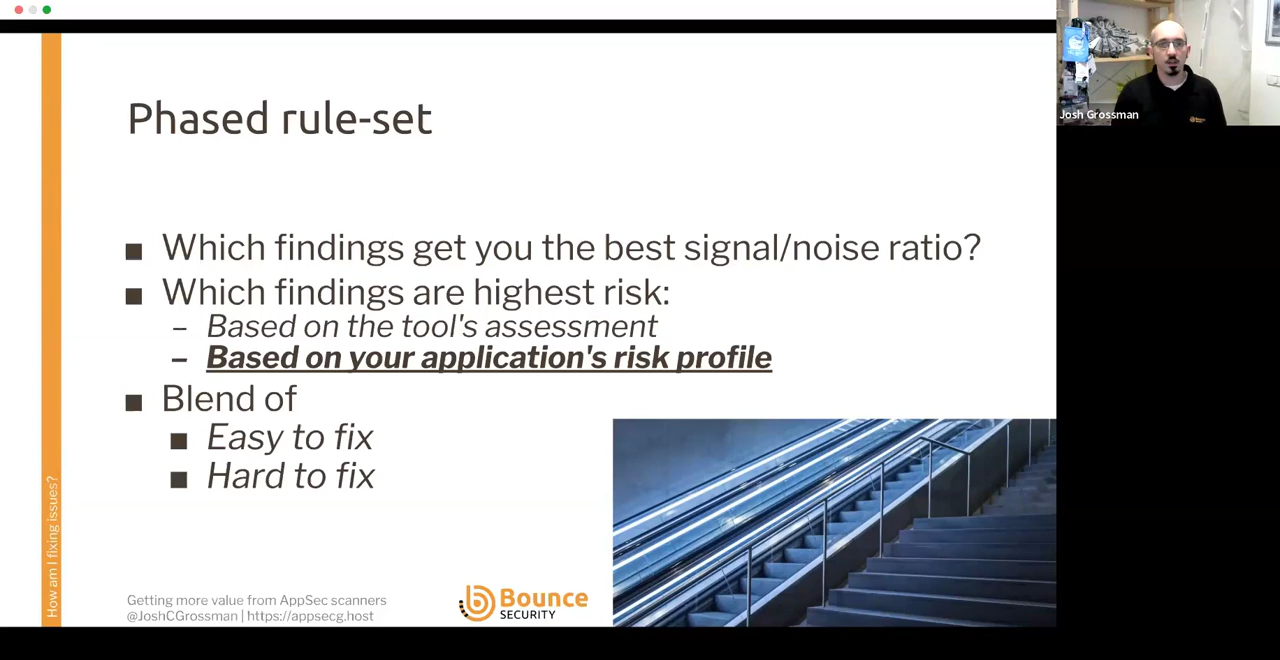 Phased rule-set
■ Which findings get you the best signal/noise ratio?
■ Which findings are highest risk:
– Based on the tool's assessment
– Based on your application's risk profile
■ Blend of
■ Easy to fix
■ Hard to fix
How am I fixing issues?
Getting more value from AppSec scanners
@JoshCGrossman | https://appsecg.host
Bounce
SECURITY
Josh Grossman